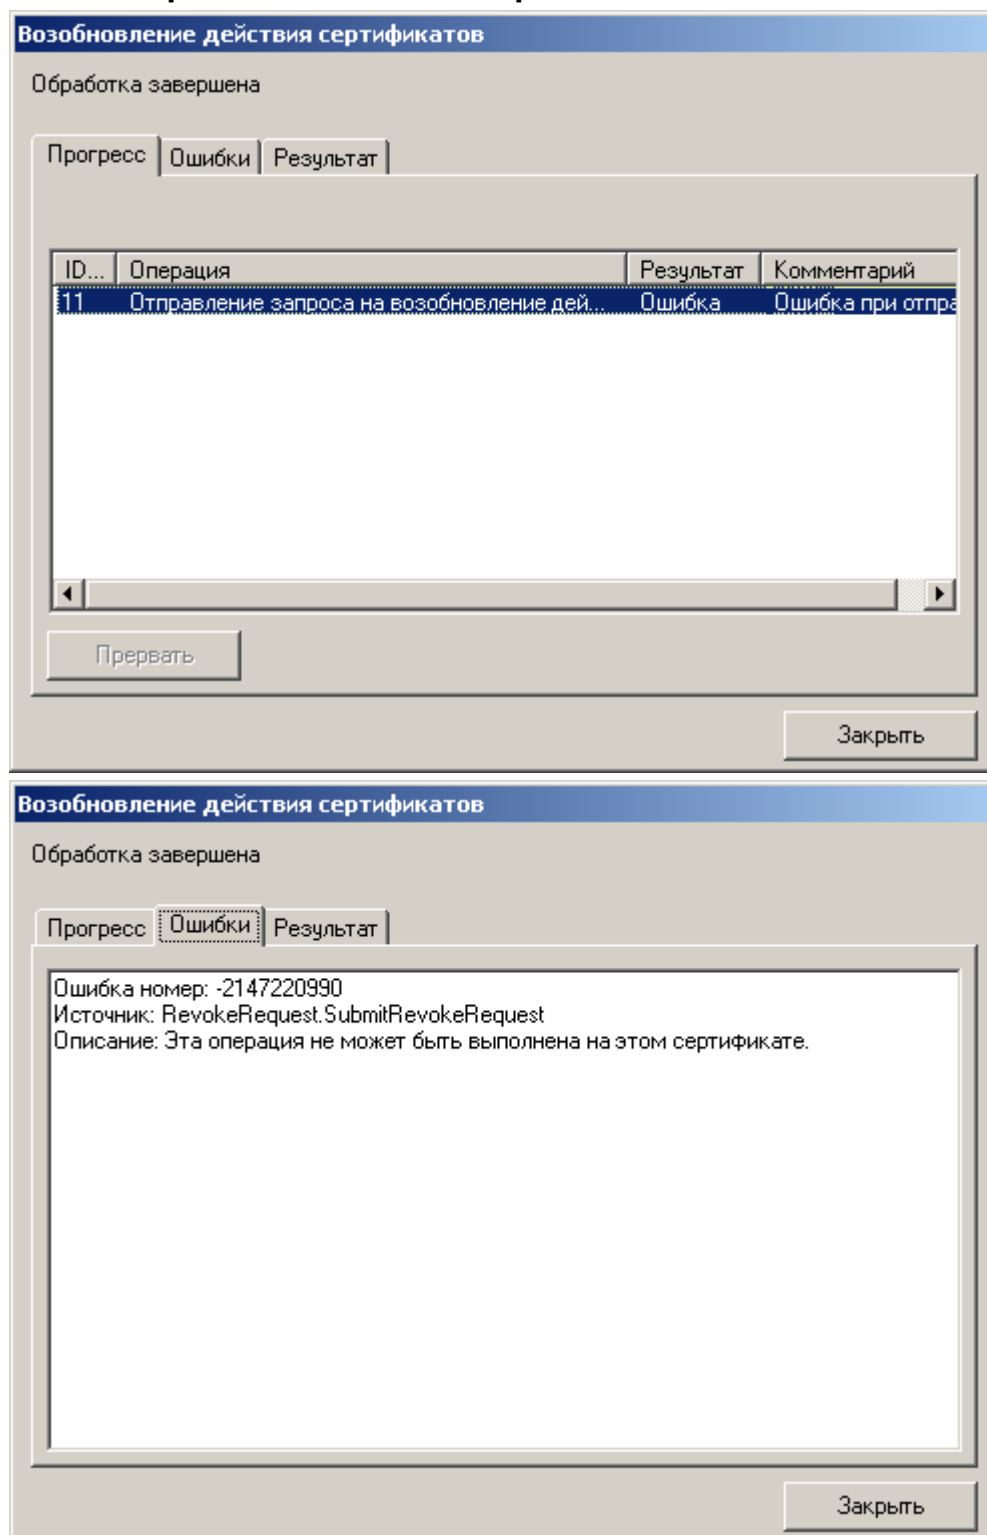 Возобновление действия сертификатов
Обработка завершена
Прогресс Ошибки Результат
ID... Операция Результат Комментарий
11 Отправление запроса на возобновление дей... Ошибка Ошибка при отпра
Прервать
Закрыть
Возобновление действия сертификатов
Обработка завершена
Прогресс Ошибки Результат
Ошибка номер: -2147220990
Источник: RevokeRequest.SubmitRevokeRequest
Описание: Эта операция не может быть выполнена на этом сертификате.
Закрыть